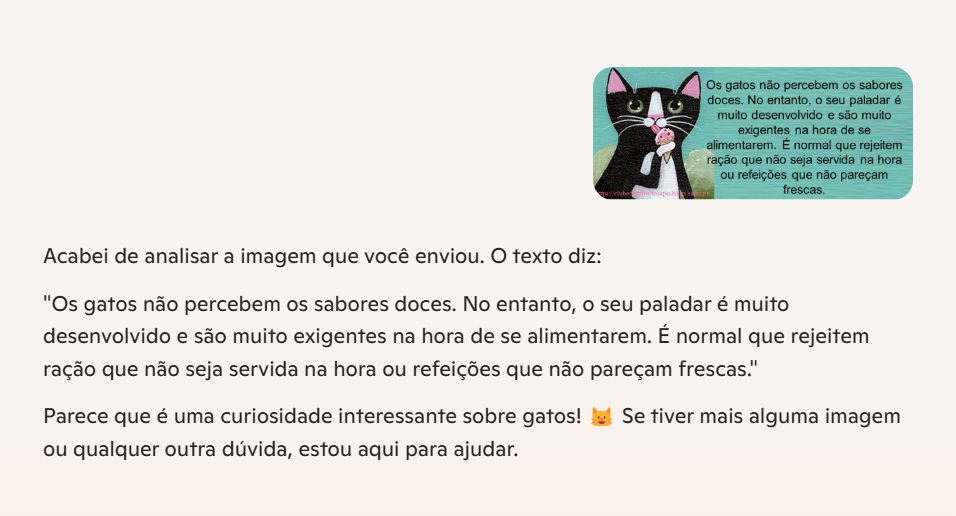 Os gatos não percebem os sabores
doces. No entanto, o seu paladar é
muito desenvolvido e são muito
exigentes na hora de se
alimentarem. É normal que rejeitem
ração que não seja servida na hora
ou refeições que não pareçam
frescas.
Acabei de analisar a imagem que você enviou. O texto diz:
"Os gatos não percebem os sabores doces. No entanto, o seu paladar é muito
desenvolvido e são muito exigentes na hora de se alimentarem. É normal que rejeitem
ração que não seja servida na hora ou refeições que não pareçam frescas."
Parece que é uma curiosidade interessante sobre gatos! 😺 Se tiver mais alguma imagem
ou qualquer outra dúvida, estou aqui para ajudar.